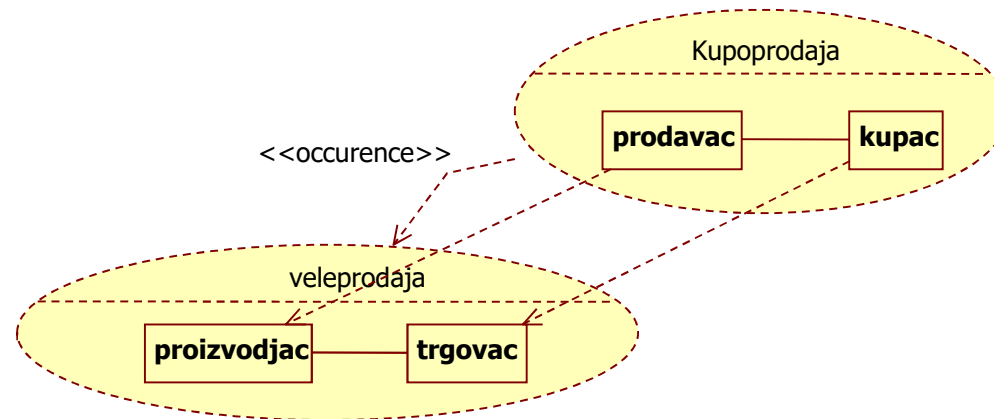 Kupoprodaja
prodavac
kupac
<<occurence>>
veleprodaja
proizvodjac
trgovac